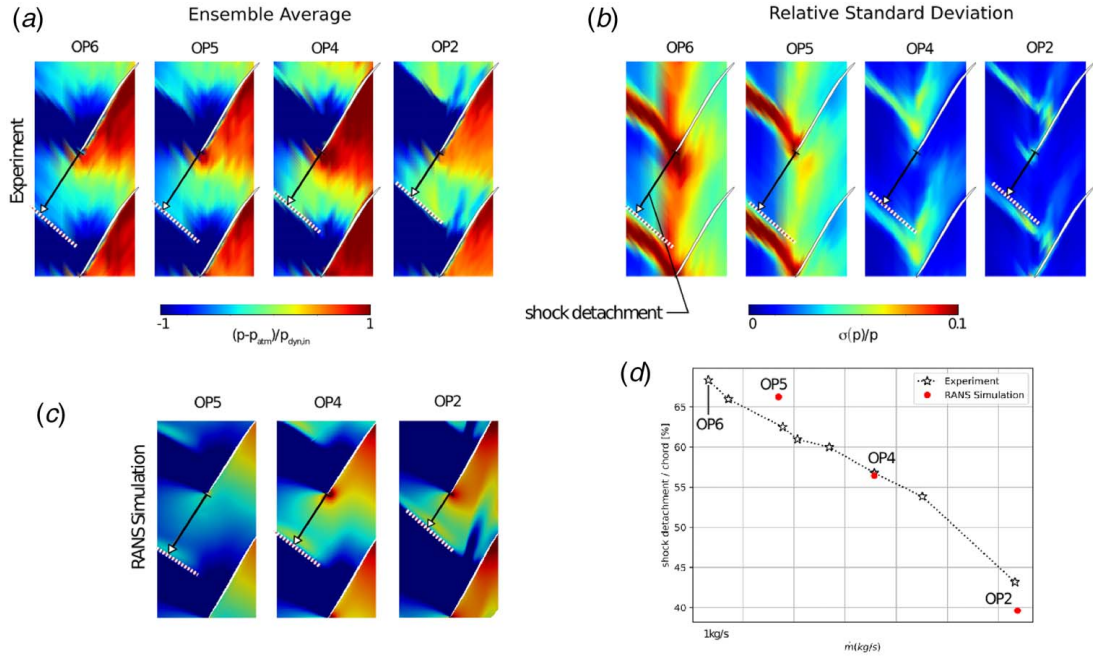 (a)
Ensemble Average
OP6 OP5 OP4 OP2
Experiment
-1 1
(p-p_atm)/p_dyn,in
(b)
Relative Standard Deviation
OP6 OP5 OP4 OP2
shock detachment
0 0.1
σ(p)/p
(c)
OP5 OP4 OP2
RANS Simulation
(d)
Experiment
RANS Simulation
OP5
OP6
OP4
OP2
shock detachment / chord [%]
65
60
55
50
45
40
1kg/s
ṁ(kg/s)